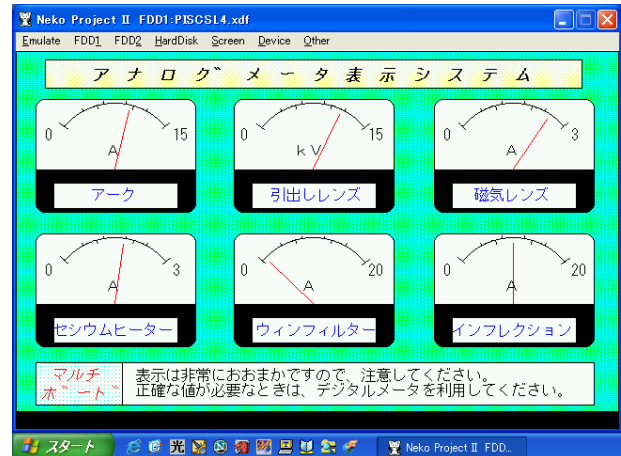 Neko Project II FDD1:PISCSL4.xdf
Emulate FDD1 FDD2 HardDisk Screen Device Other
アナログメータ表示システム
0 15 A
アーク
0 15 kV
引出しレンズ
0 3 A
磁気レンズ
0 3 A
セシウムヒーター
0 20 A
ウィンフィルター
0 20 A
インフレクション
マルチ
ボード
表示は非常におおまかですので、注意してください。
正確な値が必要なときは、デジタルメータを利用してください。
スタート 光 Neko Project II FDD...